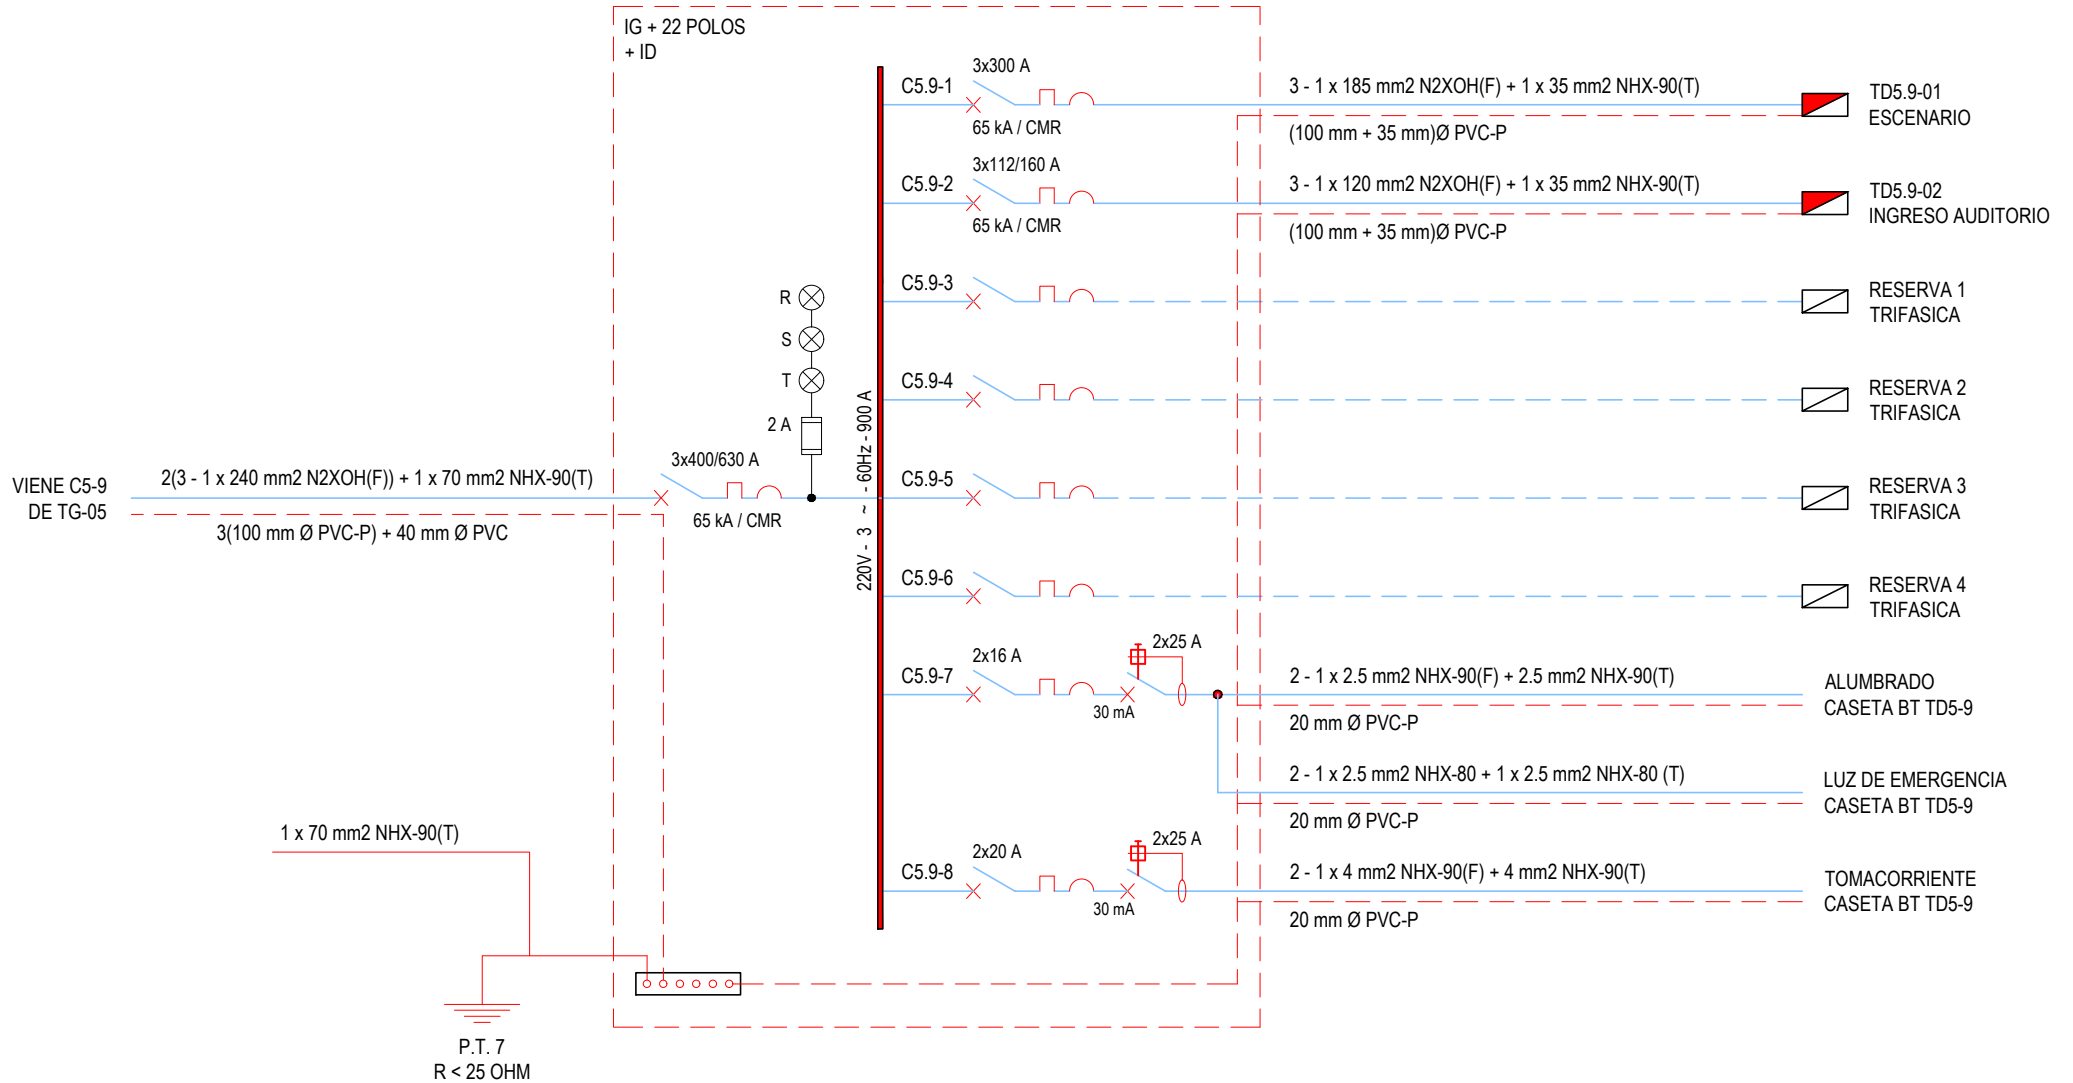 IG + 22 POLOS
+ ID
C5.9-1
3x300 A
65 kA / CMR
3 - 1 x 185 mm2 N2XOH(F) + 1 x 35 mm2 NHX-90(T)
(100 mm + 35 mm)Ø PVC-P
TD5.9-01
ESCENARIO
C5.9-2
3x112/160 A
65 kA / CMR
3 - 1 x 120 mm2 N2XOH(F) + 1 x 35 mm2 NHX-90(T)
(100 mm + 35 mm)Ø PVC-P
TD5.9-02
INGRESO AUDITORIO
C5.9-3
RESERVA 1
TRIFASICA
C5.9-4
RESERVA 2
TRIFASICA
C5.9-5
RESERVA 3
TRIFASICA
C5.9-6
RESERVA 4
TRIFASICA
R
S
T
2 A
220V - 3 ~ - 60Hz - 900 A
VIENE C5-9
DE TG-05
2(3 - 1 x 240 mm2 N2XOH(F)) + 1 x 70 mm2 NHX-90(T)
3(100 mm Ø PVC-P) + 40 mm Ø PVC
3x400/630 A
65 kA / CMR
C5.9-7
2x16 A
2x25 A
30 mA
2 - 1 x 2.5 mm2 NHX-90(F) + 2.5 mm2 NHX-90(T)
20 mm Ø PVC-P
ALUMBRADO
CASETA BT TD5-9
2 - 1 x 2.5 mm2 NHX-80 + 1 x 2.5 mm2 NHX-80 (T)
20 mm Ø PVC-P
LUZ DE EMERGENCIA
CASETA BT TD5-9
C5.9-8
2x20 A
2x25 A
30 mA
2 - 1 x 4 mm2 NHX-90(F) + 4 mm2 NHX-90(T)
20 mm Ø PVC-P
TOMACORRIENTE
CASETA BT TD5-9
1 x 70 mm2 NHX-90(T)
P.T. 7
R < 25 OHM